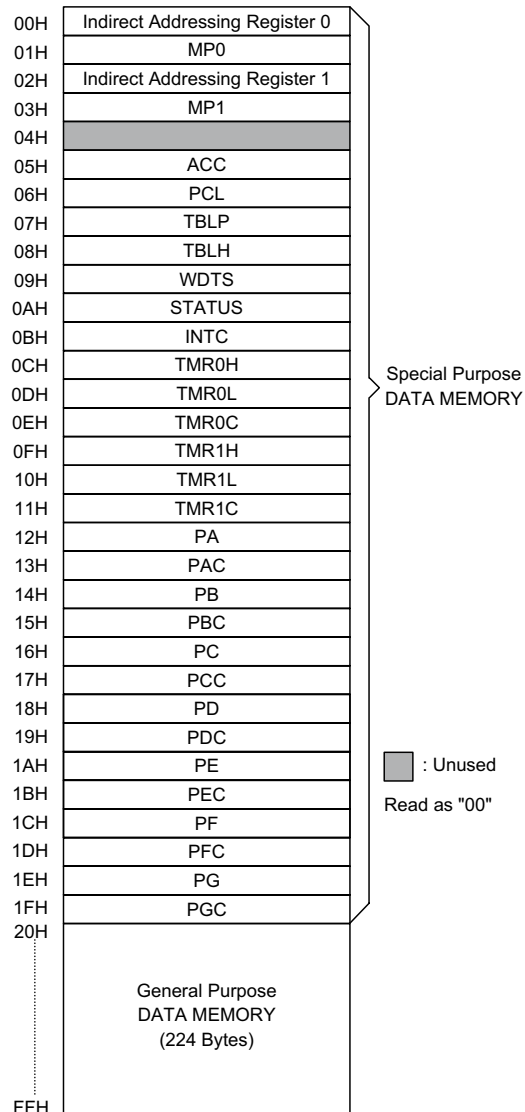 00H Indirect Addressing Register 0
01H MP0
02H Indirect Addressing Register 1
03H MP1
04H
05H ACC
06H PCL
07H TBLP
08H TBLH
09H WDTS
0AH STATUS
0BH INTC
0CH TMR0H
0DH TMR0L
0EH TMR0C
0FH TMR1H
10H TMR1L
11H TMR1C
12H PA
13H PAC
14H PB
15H PBC
16H PC
17H PCC
18H PD
19H PDC
1AH PE
1BH PEC
1CH PF
1DH PFC
1EH PG
1FH PGC
20H
General Purpose
DATA MEMORY
(224 Bytes)
FFH
Special Purpose
DATA MEMORY
: Unused
Read as "00"